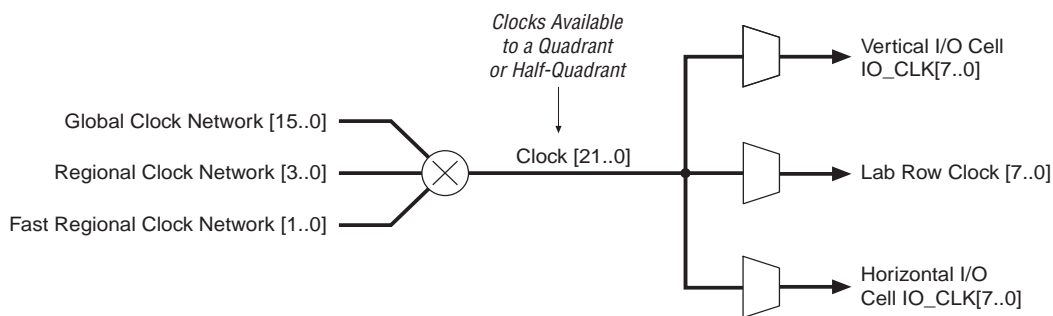 Clocks Available
to a Quadrant
or Half-Quadrant
Vertical I/O Cell
IO_CLK[7..0]
Global Clock Network [15..0]
Clock [21..0]
Regional Clock Network [3..0]
Lab Row Clock [7..0]
Fast Regional Clock Network [1..0]
Horizontal I/O
Cell IO_CLK[7..0]